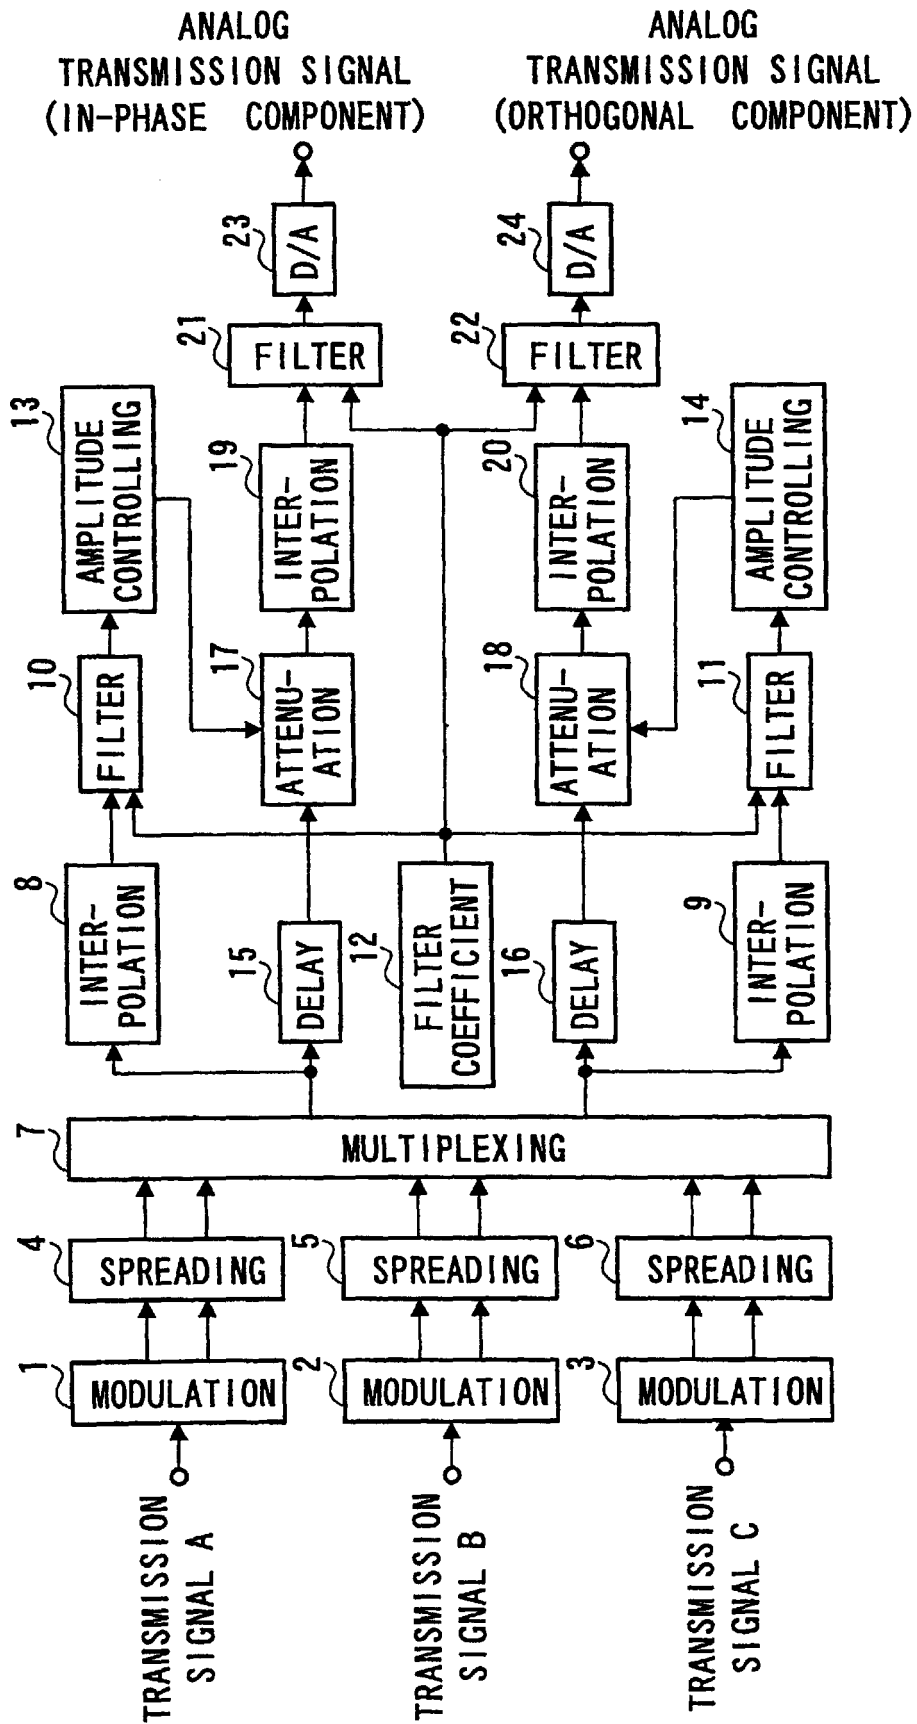 ANALOG
TRANSMISSION SIGNAL
(IN-PHASE COMPONENT)
ANALOG
TRANSMISSION SIGNAL
(ORTHOGONAL COMPONENT)
23
D/A
24
D/A
21
FILTER
22
FILTER
13
AMPLITUDE
CONTROLLING
19
INTER-
POLATION
20
INTER-
POLATION
14
AMPLITUDE
CONTROLLING
10
FILTER
17
ATTENU-
ATION
18
ATTENU-
ATION
11
FILTER
8
INTER-
POLATION
15
DELAY
12
FILTER
COEFFICIENT
16
DELAY
9
INTER-
POLATION
7
MULTIPLEXING
4
SPREADING
5
SPREADING
6
SPREADING
1
MODULATION
2
MODULATION
3
MODULATION
TRANSMISSION
SIGNAL A
TRANSMISSION
SIGNAL B
TRANSMISSION
SIGNAL C